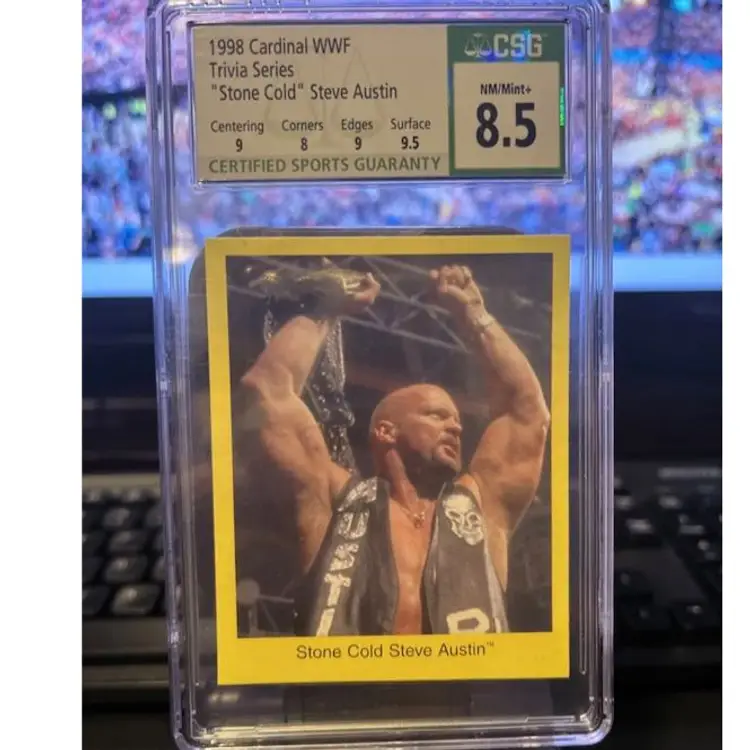 1998 Cardinal WWF
Trivia Series
"Stone Cold" Steve Austin
Centering Corners Edges Surface
9 8 9 9.5
CERTIFIED SPORTS GUARANTY
CSG
NM/Mint+
8.5
USTI
Stone Cold Steve Austin™